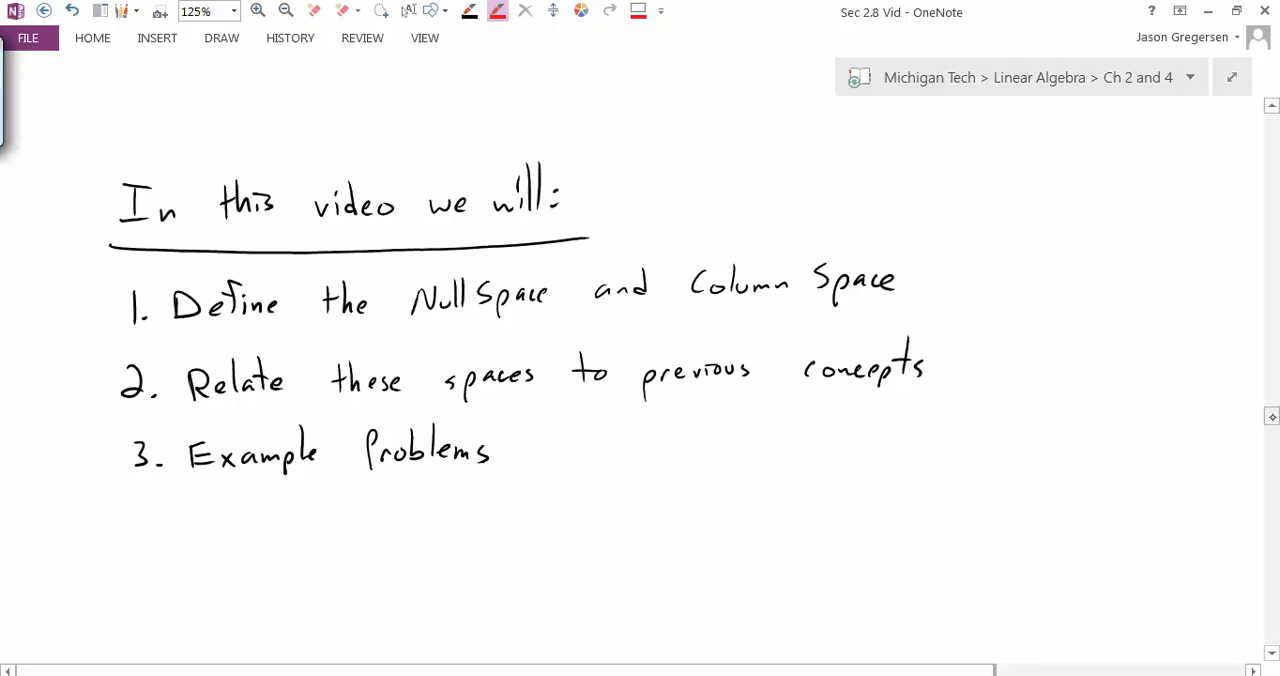 125%
Sec 2.8 Vid - OneNote
?
FILE HOME INSERT DRAW HISTORY REVIEW VIEW
Jason Gregersen
Michigan Tech > Linear Algebra > Ch 2 and 4
In this video we will:
1. Define the NullSpace and Column Space
2. Relate these spaces to previous concepts
3. Example Problems